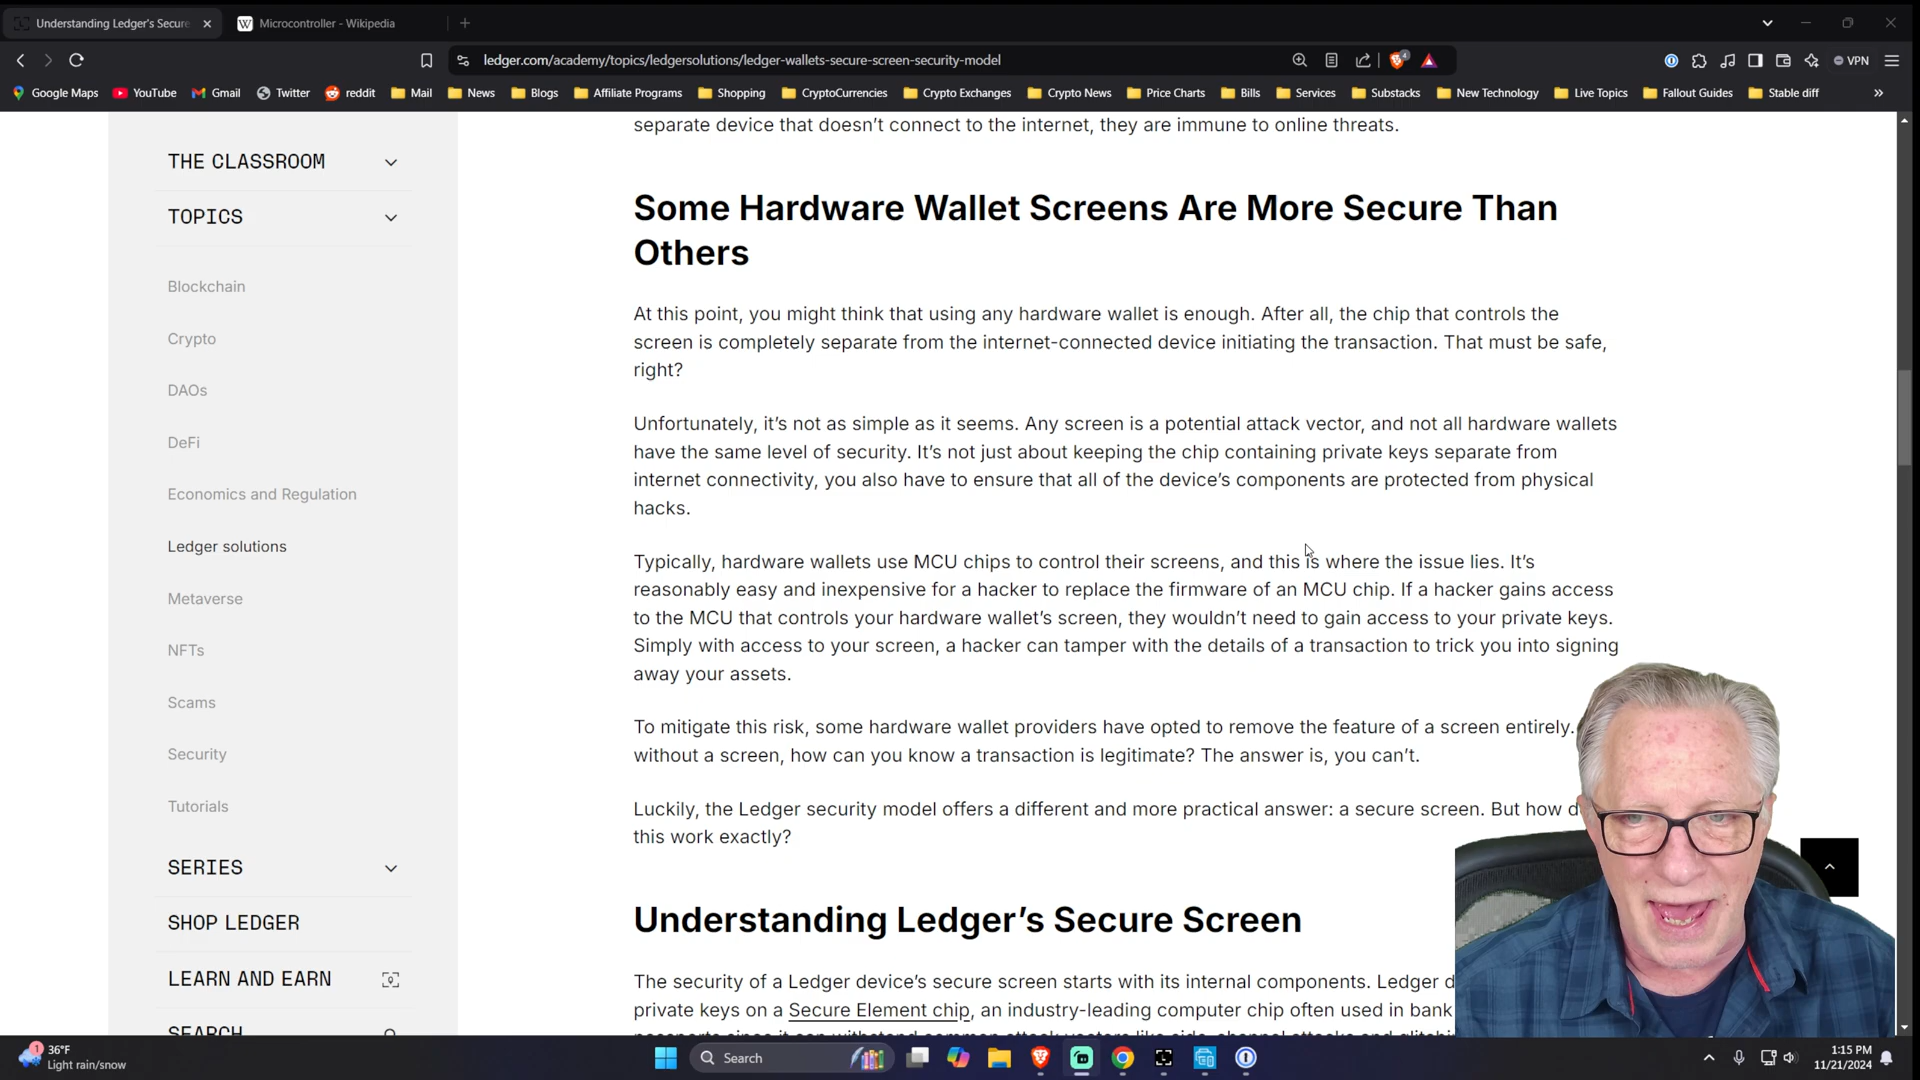 Understanding Ledger's Secure
Microcontroller - Wikipedia
ledger.com/academy/topics/ledgersolutions/ledger-wallets-secure-screen-security-model
4
VPN
Google Maps
YouTube
Gmail
Twitter
reddit
Mail
News
Blogs
Affiliate Programs
Shopping
CryptoCurrencies
Crypto Exchanges
Crypto News
Price Charts
Bills
Services
Substacks
New Technology
Live Topics
Fallout Guides
Stable diff
THE CLASSROOM
TOPICS
Blockchain
Crypto
DAOs
DeFi
Economics and Regulation
Ledger solutions
Metaverse
NFTs
Scams
Security
Tutorials
SERIES
SHOP LEDGER
LEARN AND EARN
SEARCH
separate device that doesn’t connect to the internet, they are immune to online threats.
Some Hardware Wallet Screens Are More Secure Than
Others
At this point, you might think that using any hardware wallet is enough. After all, the chip that controls the
screen is completely separate from the internet-connected device initiating the transaction. That must be safe,
right?
Unfortunately, it’s not as simple as it seems. Any screen is a potential attack vector, and not all hardware wallets
have the same level of security. It’s not just about keeping the chip containing private keys separate from
internet connectivity, you also have to ensure that all of the device’s components are protected from physical
hacks.
Typically, hardware wallets use MCU chips to control their screens, and this is where the issue lies. It’s
reasonably easy and inexpensive for a hacker to replace the firmware of an MCU chip. If a hacker gains access
to the MCU that controls your hardware wallet’s screen, they wouldn’t need to gain access to your private keys.
Simply with access to your screen, a hacker can tamper with the details of a transaction to trick you into signing
away your assets.
To mitigate this risk, some hardware wallet providers have opted to remove the feature of a screen entirely.
without a screen, how can you know a transaction is legitimate? The answer is, you can’t.
Luckily, the Ledger security model offers a different and more practical answer: a secure screen. But how
this work exactly?
Understanding Ledger’s Secure Screen
The security of a Ledger device’s secure screen starts with its internal components. Ledger
private keys on a Secure Element chip, an industry-leading computer chip often used in bank
passports since it can withstand common attack vectors like side-channel attacks and
1
36°F
Light rain/snow
Search
1:15 PM
11/21/2024